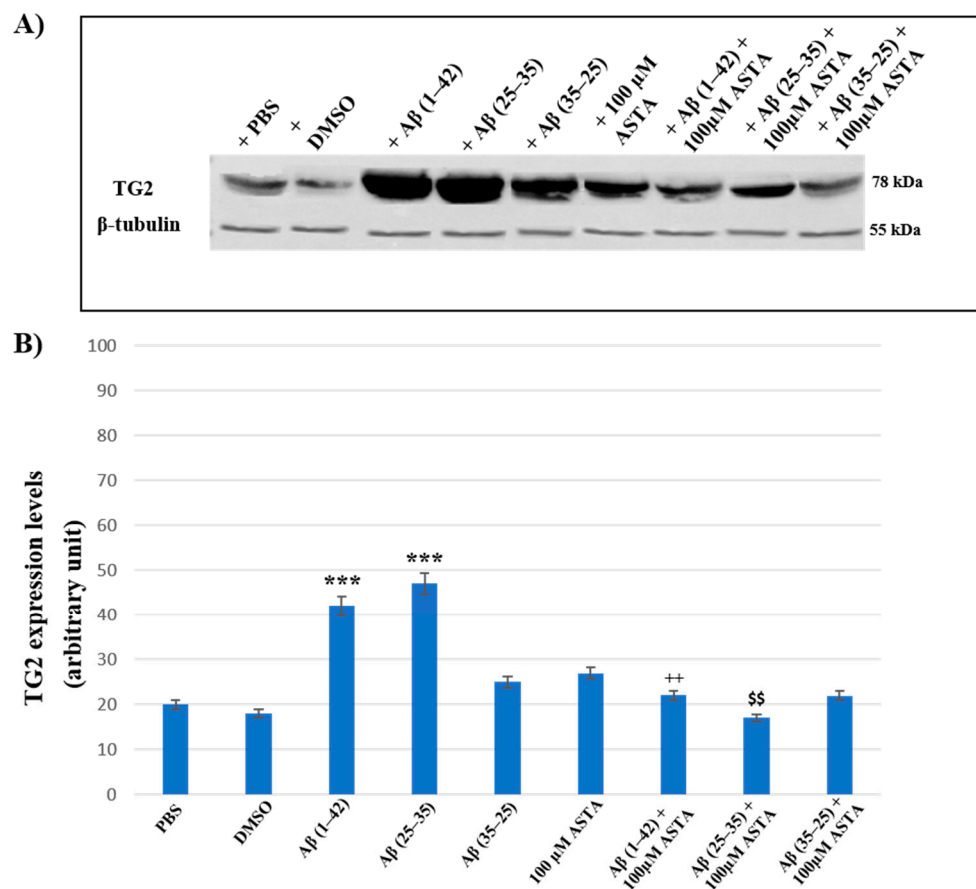 A)
+ PBS
+
DMSO
+ Aβ (1–42)
+ Aβ (25–35)
+ Aβ (35–25)
+ 100 µM
ASTA
+ Aβ (1–42) +
100µM ASTA
+ Aβ (25–35) +
100µM ASTA
+ Aβ (35–25) +
100µM ASTA
TG2
78 kDa
β-tubulin
55 kDa
B)
TG2 expression levels
(arbitrary unit)
100
90
80
70
60
50
40
30
20
10
0
***
***
++
$$
PBS
DMSO
Aβ (1–42)
Aβ (25–35)
Aβ (35–25)
100 µM ASTA
Aβ (1–42) +
100µM ASTA
Aβ (25–35) +
100µM ASTA
Aβ (35–25) +
100µM ASTA